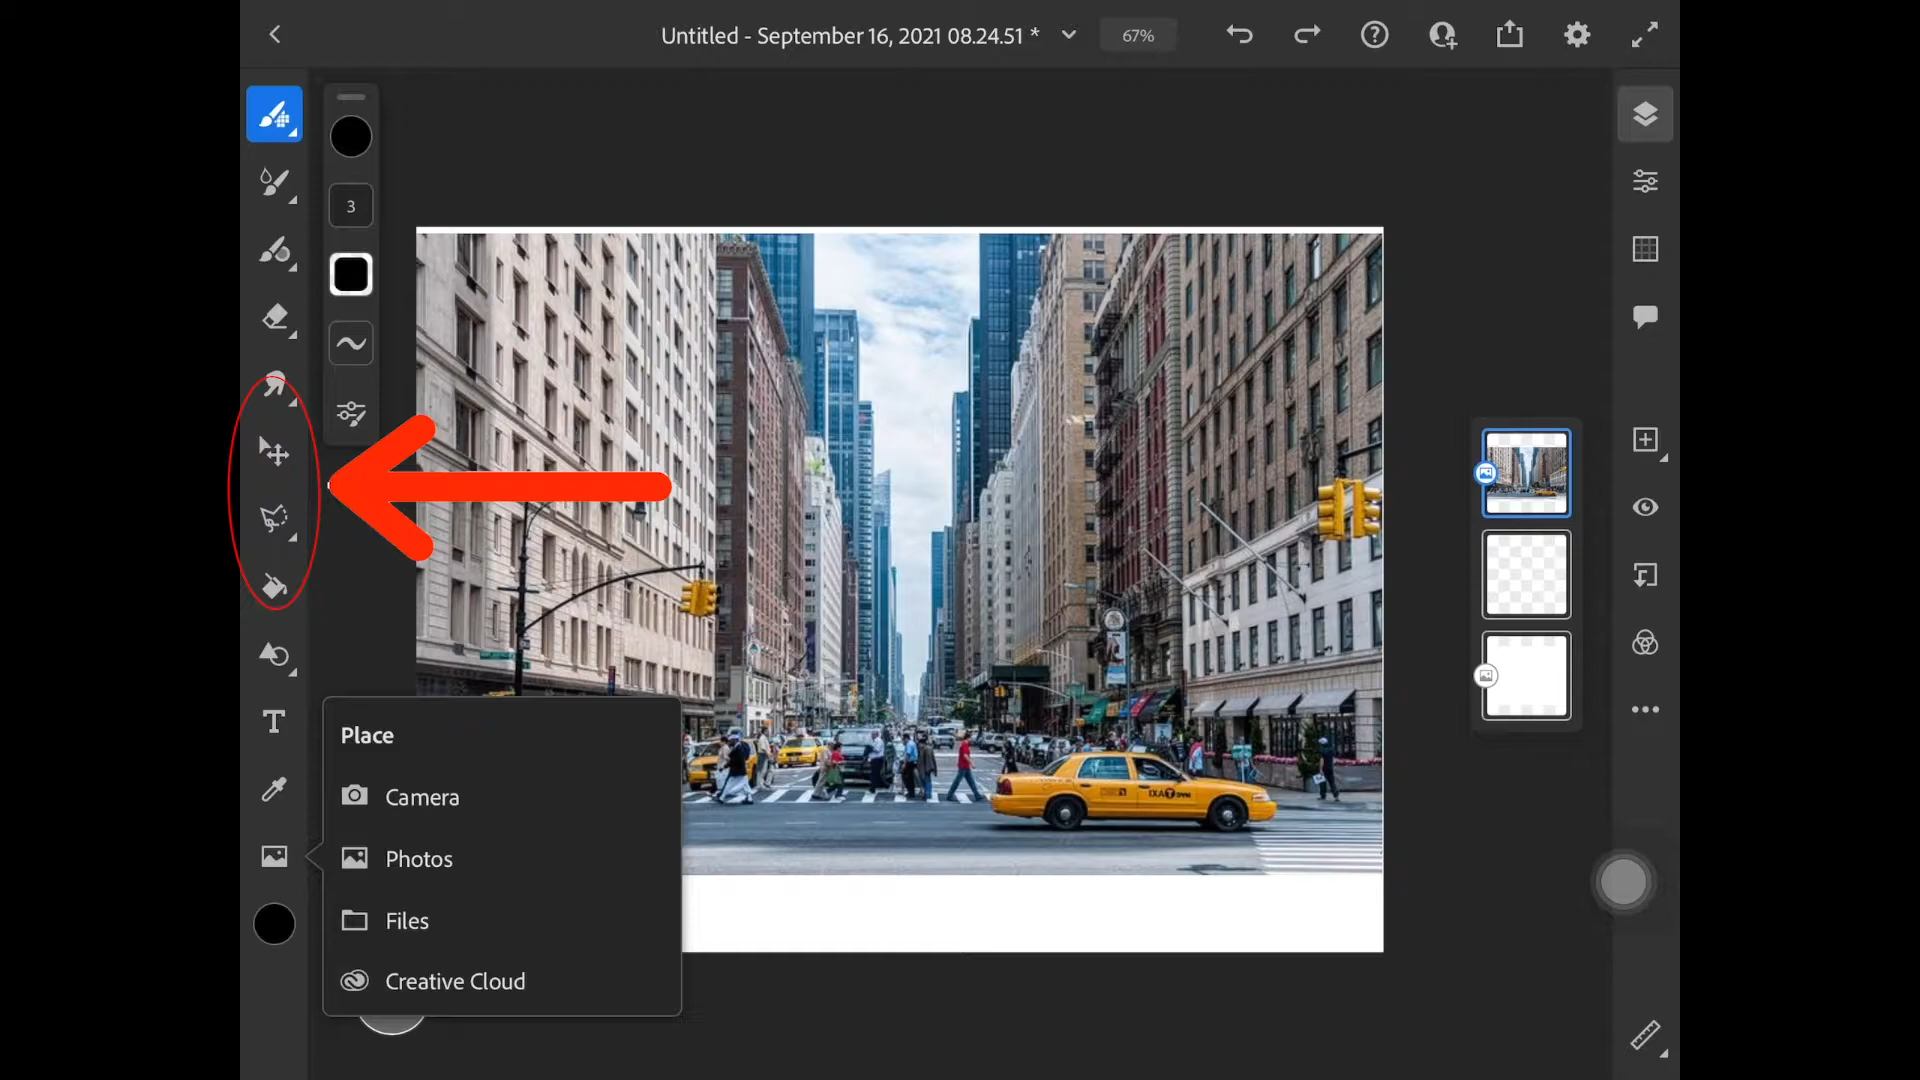 Untitled - September 16, 2021 08.24.51 *
67%
3
Place
Camera
Photos
Files
Creative Cloud